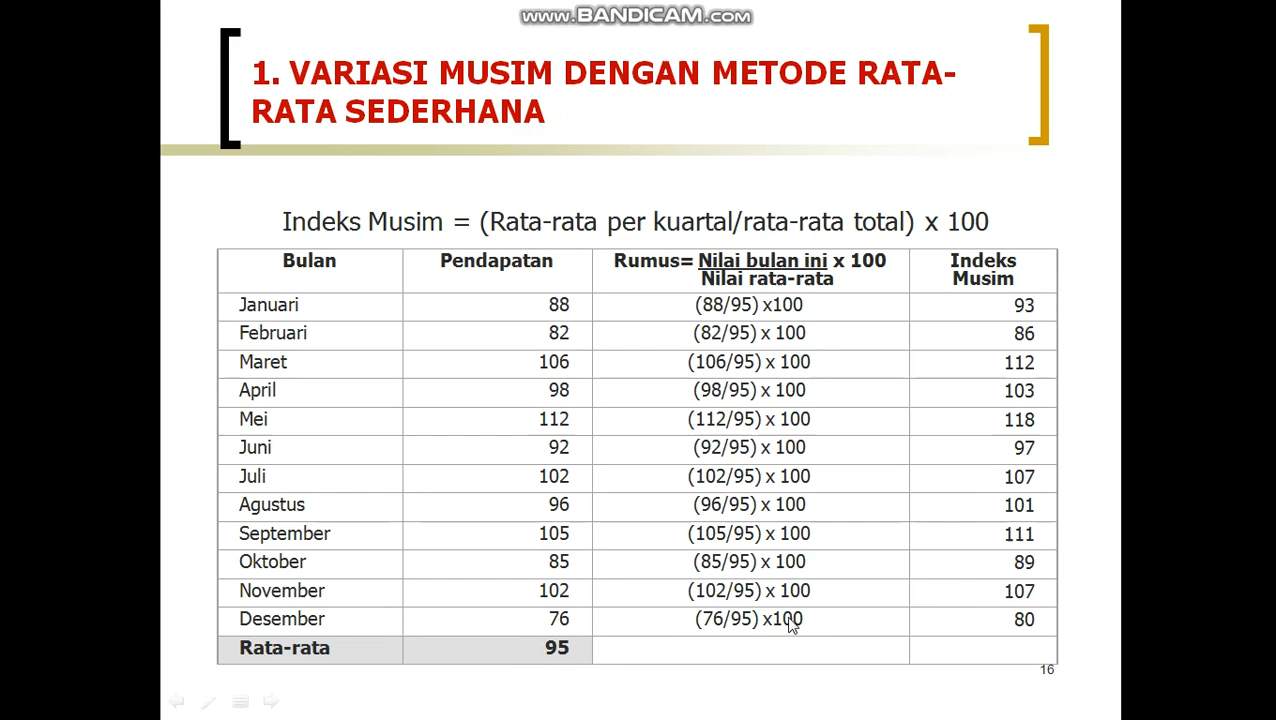 www.BANDICAM.com
1. VARIASI MUSIM DENGAN METODE RATA-
RATA SEDERHANA
Indeks Musim = (Rata-rata per kuartal/rata-rata total) x 100
Bulan Pendapatan Rumus= Nilai bulan ini x 100 Indeks
Nilai rata-rata Musim
Januari 88 (88/95) x100 93
Februari 82 (82/95) x 100 86
Maret 106 (106/95) x 100 112
April 98 (98/95) x 100 103
Mei 112 (112/95) x 100 118
Juni 92 (92/95) x 100 97
Juli 102 (102/95) x 100 107
Agustus 96 (96/95) x 100 101
September 105 (105/95) x 100 111
Oktober 85 (85/95) x 100 89
November 102 (102/95) x 100 107
Desember 76 (76/95) x100 80
Rata-rata 95
16